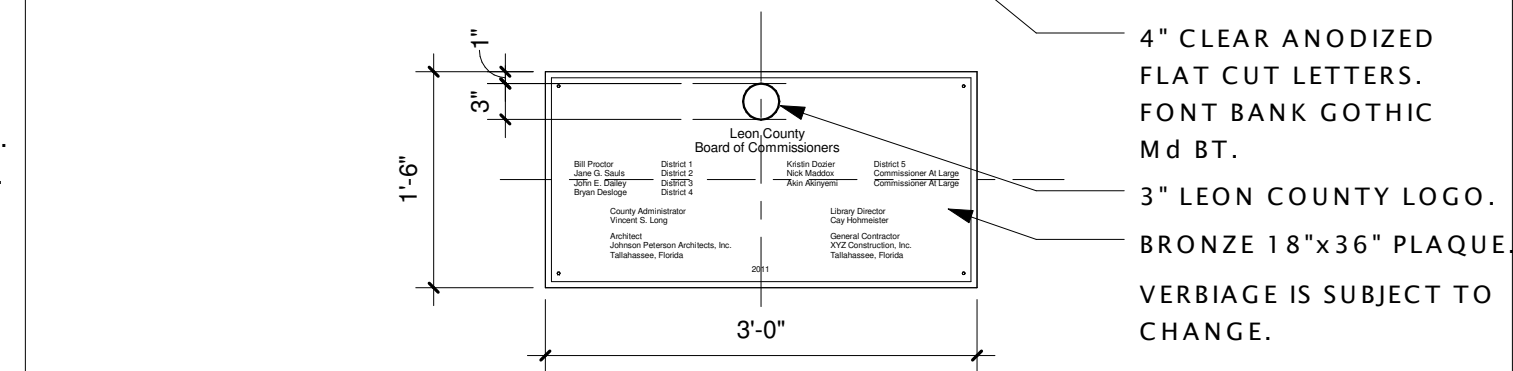 1"
3"
1'-6"
Leon County
Board of Commissioners
Bill Proctor District 1
Jane G. Sauls District 2
John E. Dailey District 3
Bryan Desloge District 4
Kristin Dozier District 5
Nick Maddox Commissioner At Large
Akin Akinyemi Commissioner At Large
County Administrator
Vincent S. Long
Library Director
Cay Hohmeister
Architect
Johnson Peterson Architects, Inc.
Tallahassee, Florida
General Contractor
XYZ Construction, Inc.
Tallahassee, Florida
2011
3'-0"
4" CLEAR ANODIZED
FLAT CUT LETTERS.
FONT BANK GOTHIC
Md BT.
3" LEON COUNTY LOGO.
BRONZE 18"x36" PLAQUE.
VERBIAGE IS SUBJECT TO
CHANGE.